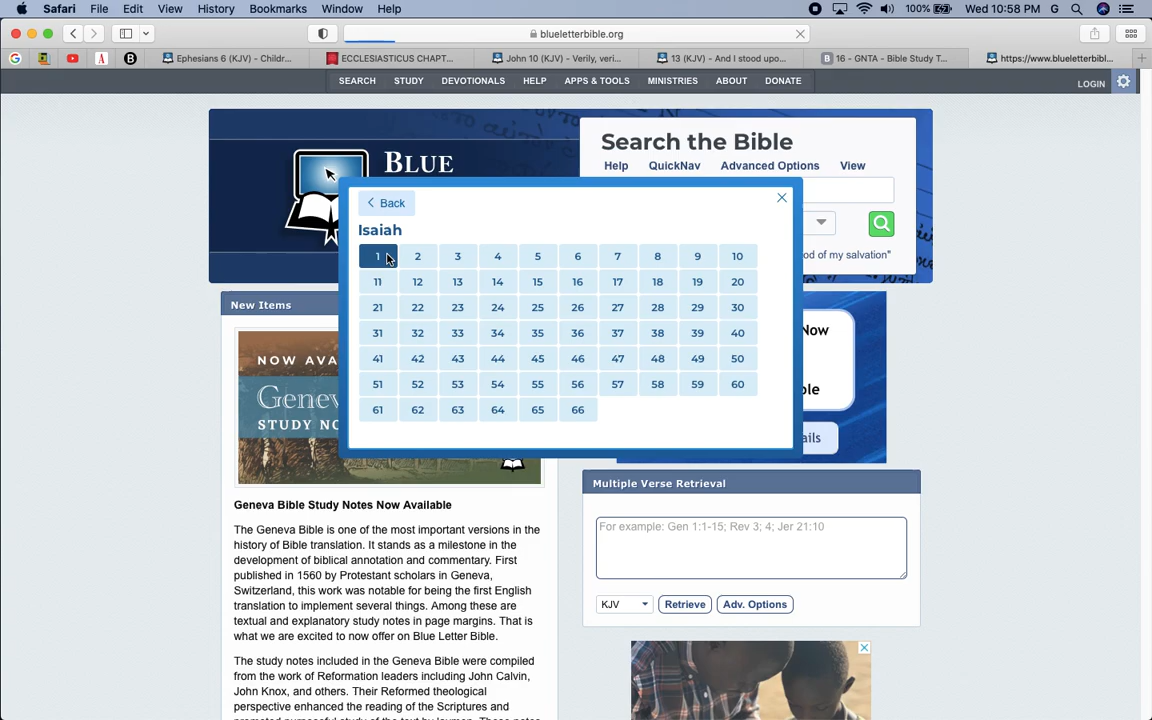 Safari File Edit View History Bookmarks Window Help 100% Wed 10:58 PM G
blueletterbible.org
Ephesians 6 (KJV) - Childr... ECCLESIASTICUS CHAPT... John 10 (KJV) - Verily, veri... 13 (KJV) - And I stood upo... 16 - GNTA - Bible Study T... https://www.blueletterbibl...
SEARCH STUDY DEVOTIONALS HELP APPS & TOOLS MINISTRIES ABOUT DONATE LOGIN
BLUE
Search the Bible
Help QuickNav Advanced Options View
od of my salvation"
Back
Isaiah
1 2 3 4 5 6 7 8 9 10
11 12 13 14 15 16 17 18 19 20
21 22 23 24 25 26 27 28 29 30
31 32 33 34 35 36 37 38 39 40
41 42 43 44 45 46 47 48 49 50
51 52 53 54 55 56 57 58 59 60
61 62 63 64 65 66
New Items
NOW AVA
Genev
STUDY NO
Now
ble
ails
Geneva Bible Study Notes Now Available
The Geneva Bible is one of the most important versions in the
history of Bible translation. It stands as a milestone in the
development of biblical annotation and commentary. First
published in 1560 by Protestant scholars in Geneva,
Switzerland, this work was notable for being the first English
translation to implement several things. Among these are
textual and explanatory study notes in page margins. That is
what we are excited to now offer on Blue Letter Bible.
The study notes included in the Geneva Bible were compiled
from the work of Reformation leaders including John Calvin,
John Knox, and others. Their Reformed theological
perspective enhanced the reading of the Scriptures and
Multiple Verse Retrieval
For example: Gen 1:1-15; Rev 3; 4; Jer 21:10
KJV Retrieve Adv. Options